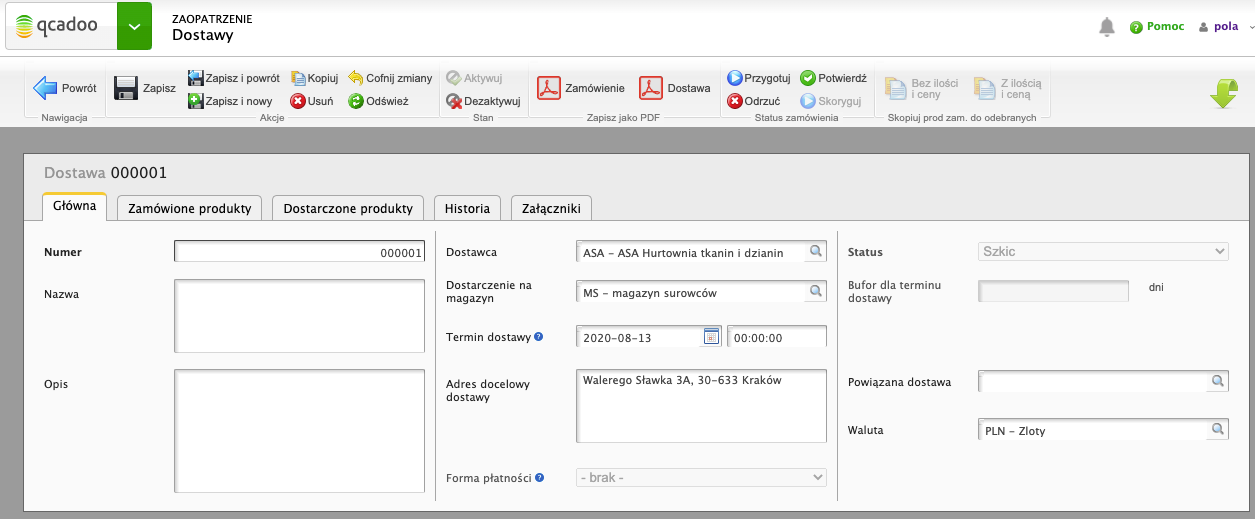 qcadoo
ZAOPATRZENIE
Dostawy
Pomoc
pola
Powrót
Zapisz
Zapisz i powrót
Zapisz i nowy
Kopiuj
Usuń
Cofnij zmiany
Odśwież
Aktywuj
Dezaktywuj
Zamówienie
Dostawa
Przygotuj
Odrzuć
Potwierdź
Skoryguj
Bez ilości
i ceny
Z ilością
i ceną
Nawigacja
Akcje
Stan
Zapisz jako PDF
Status zamówienia
Skopiuj prod zam. do odebranych
Dostawa 000001
Główna
Zamówione produkty
Dostarczone produkty
Historia
Załączniki
Numer
000001
Nazwa
Opis
Dostawca
ASA - ASA Hurtownia tkanin i dzianin
Dostarczenie na
magazyn
MS - magazyn surowców
Termin dostawy
2020-08-13
00:00:00
Adres docelowy
dostawy
Walerego Sławka 3A, 30-633 Kraków
Forma płatności
- brak -
Status
Szkic
Bufor dla terminu
dostawy
dni
Powiązana dostawa
Waluta
PLN - Zloty